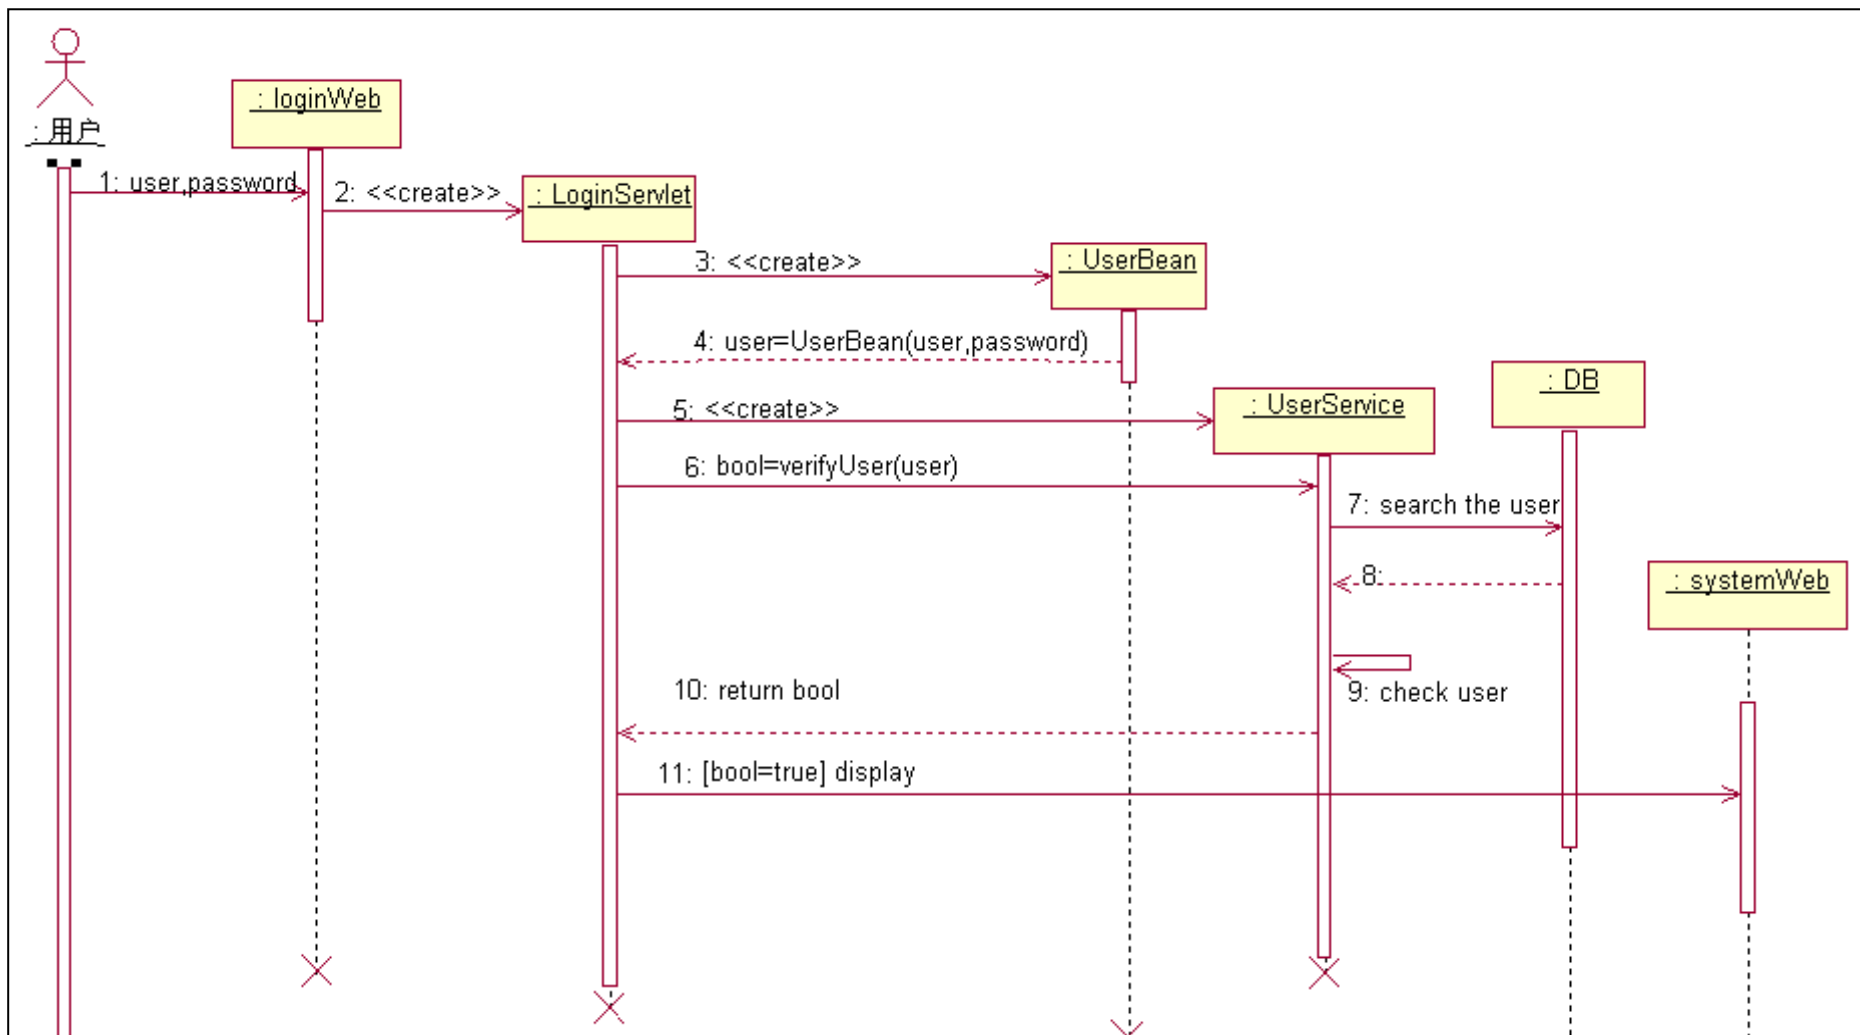 : 用户
: loginWeb
1: user,password
2: <<create>>
: LoginServlet
3: <<create>>
: UserBean
4: user=UserBean(user,password)
5: <<create>>
: UserService
: DB
6: bool=verifyUser(user)
7: search the user
8:
: systemWeb
9: check user
10: return bool
11: [bool=true] display